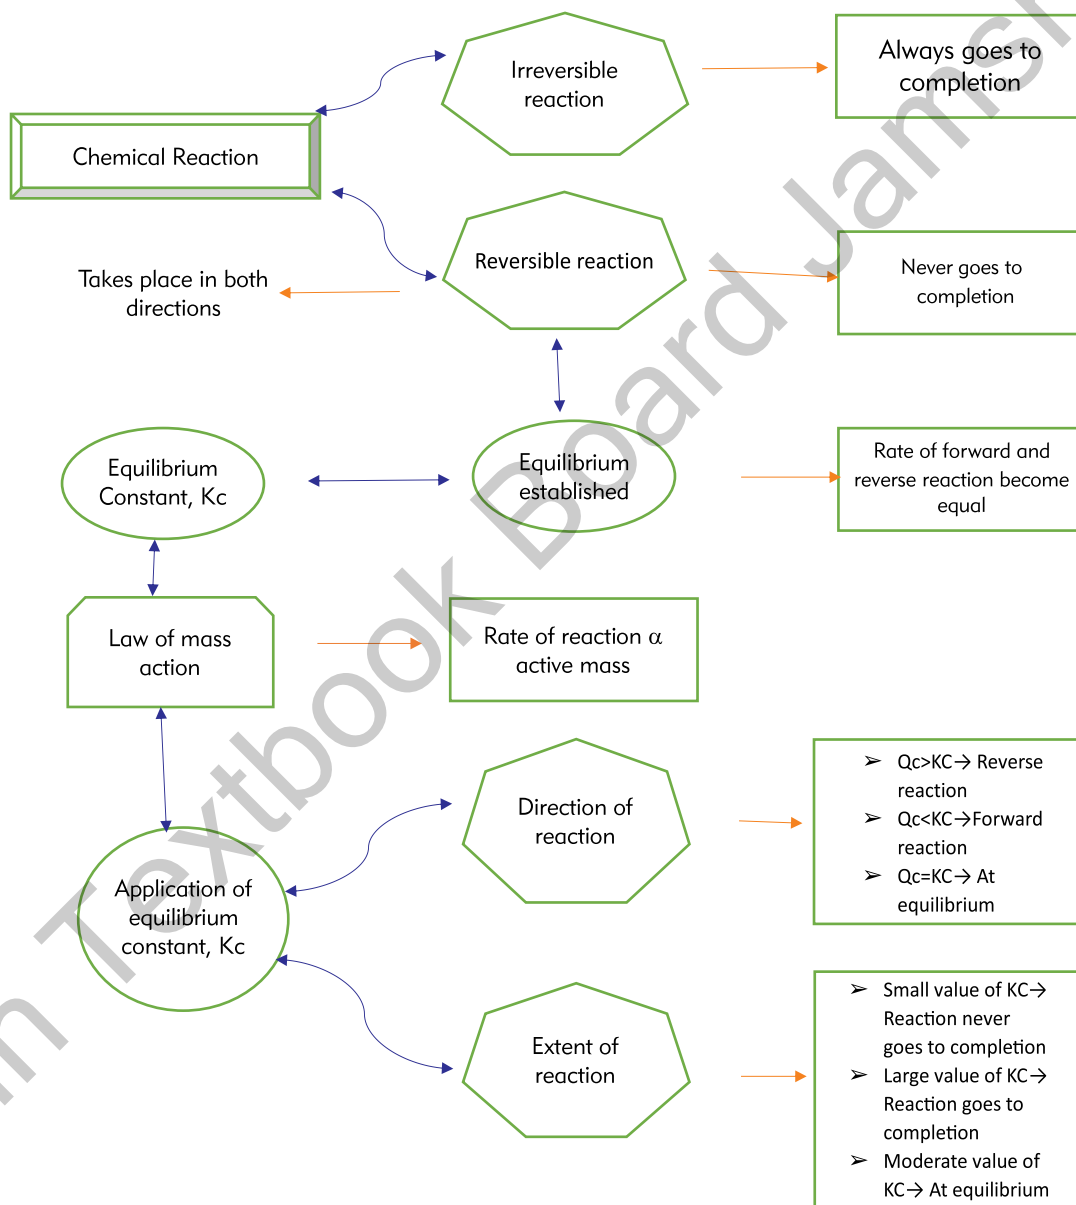 Irreversible
reaction
Always goes to
completion
Chemical Reaction
Reversible reaction
Never goes to
completion
Takes place in both
directions
Equilibrium
Constant, Kc
Equilibrium
established
Rate of forward and
reverse reaction become
equal
Law of mass
action
Rate of reaction α
active mass
Application of
equilibrium
constant, Kc
Direction of
reaction
➢ Qc>KC→ Reverse
reaction
➢ Qc<KC→Forward
reaction
➢ Qc=KC→ At
equilibrium
Extent of
reaction
➢ Small value of KC→
Reaction never
goes to completion
➢ Large value of KC→
Reaction goes to
completion
➢ Moderate value of
KC→ At equilibrium
Textbook Board